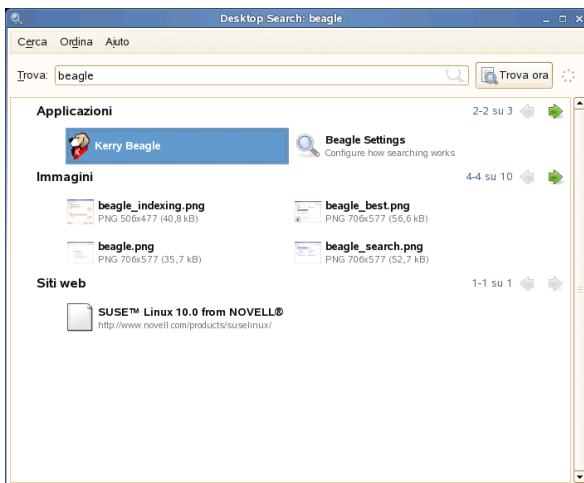 Desktop Search: beagle
Cerca Ordina Aiuto
Trova: beagle Trova ora
Applicazioni 2-2 su 3
Kerry Beagle
Beagle Settings
Configure how searching works
Immagini 4-4 su 10
beagle_indexing.png
PNG 506x477 (40,8 kB)
beagle_best.png
PNG 706x577 (56,6 kB)
beagle.png
PNG 706x577 (35,7 kB)
beagle_search.png
PNG 706x577 (52,7 kB)
Siti web 1-1 su 1
SUSE™ Linux 10.0 from NOVELL®
http://www.novell.com/products/suselinux/